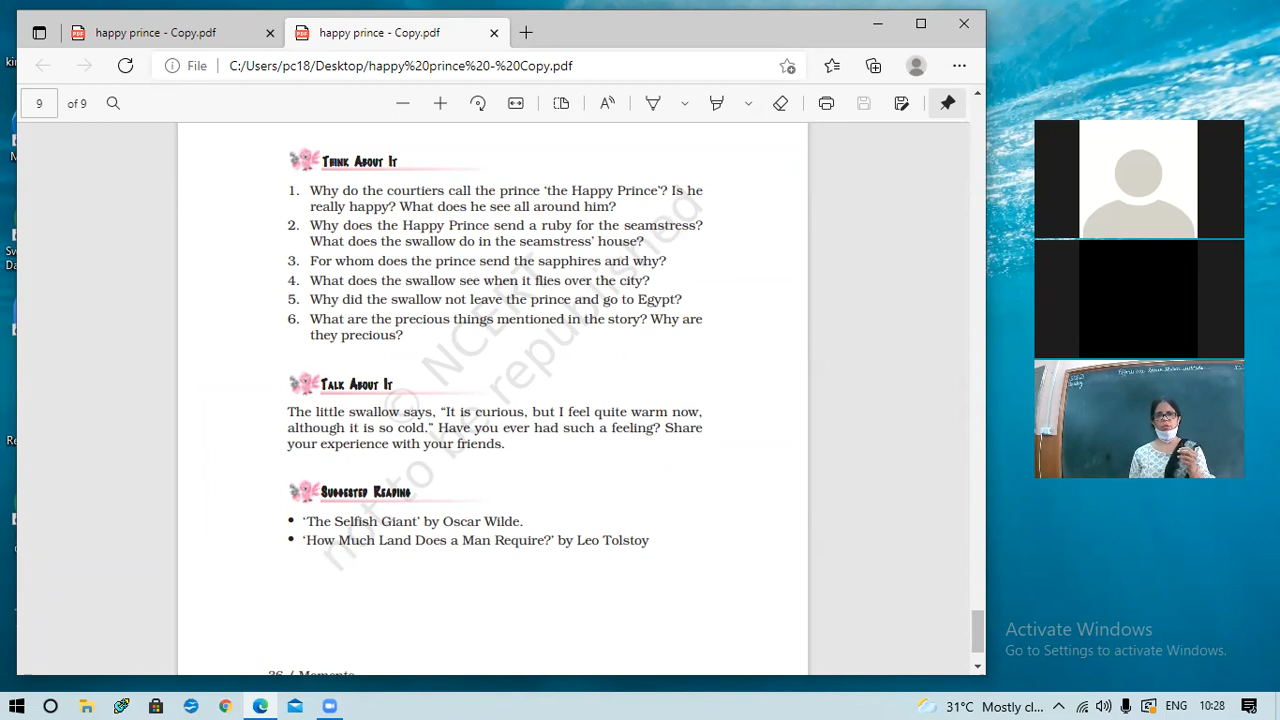 happy prince - Copy.pdf
happy prince - Copy.pdf
File C:/Users/pc18/Desktop/happy%20prince%20-%20Copy.pdf
9 of 9
THINK ABOUT IT
1. Why do the courtiers call the prince ‘the Happy Prince’? Is he
really happy? What does he see all around him?
2. Why does the Happy Prince send a ruby for the seamstress?
What does the swallow do in the seamstress’ house?
3. For whom does the prince send the sapphires and why?
4. What does the swallow see when it flies over the city?
5. Why did the swallow not leave the prince and go to Egypt?
6. What are the precious things mentioned in the story? Why are
they precious?
TALK ABOUT IT
The little swallow says, “It is curious, but I feel quite warm now,
although it is so cold.” Have you ever had such a feeling? Share
your experience with your friends.
SUGGESTED READING
• ‘The Selfish Giant’ by Oscar Wilde.
• ‘How Much Land Does a Man Require?’ by Leo Tolstoy
© NCERT
not to be republished
36 / Moments
Activate Windows
Go to Settings to activate Windows.
31°C Mostly cl... ENG 10:28